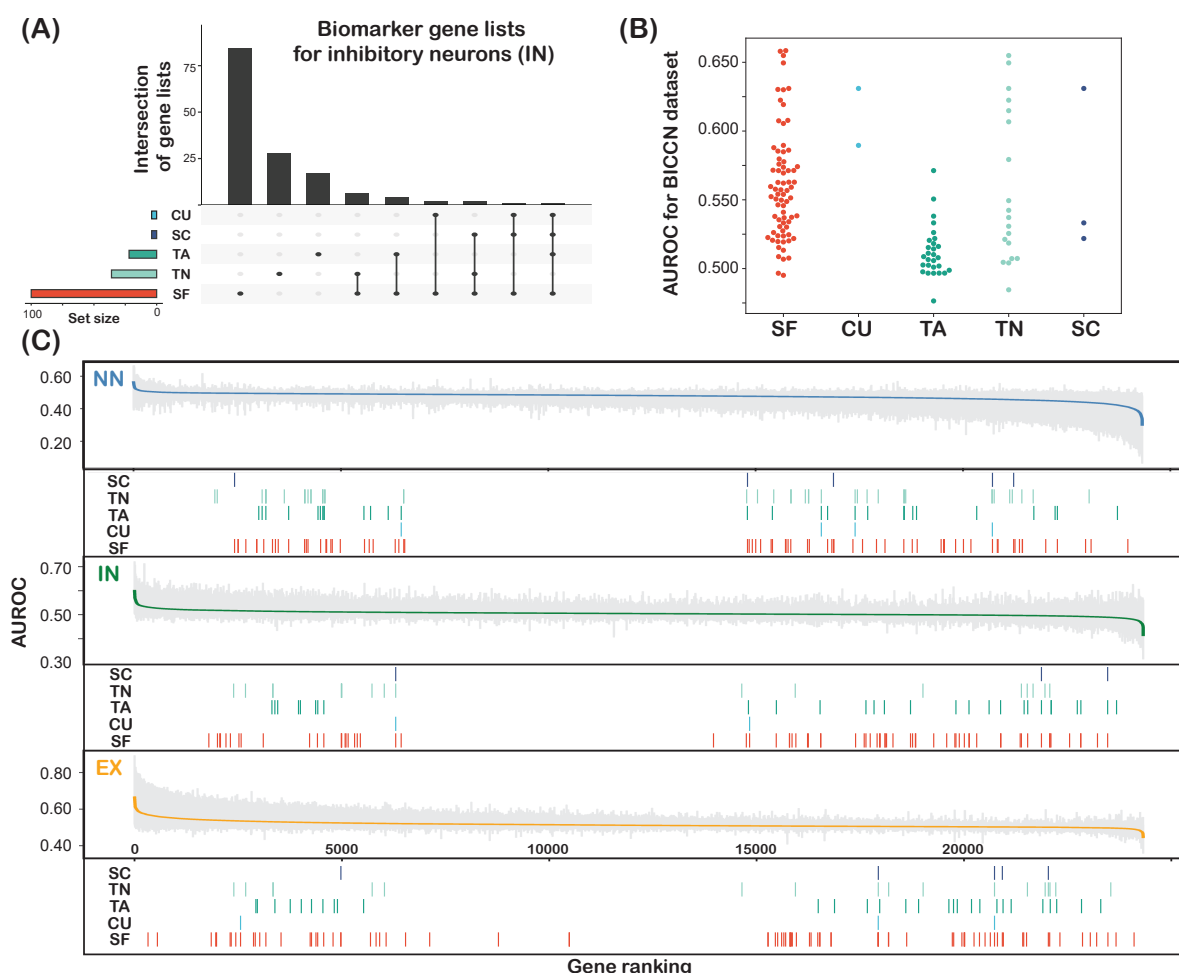 (A)
Biomarker gene lists
for inhibitory neurons (IN)
Intersection
of gene lists
75
50
25
CU
SC
TA
TN
SF
100
0
Set size
(B)
AUROC for BICCN dataset
0.650
0.600
0.550
0.500
SF CU TA TN SC
(C)
AUROC
NN
0.60
0.40
0.20
SC
TN
TA
CU
SF
IN
0.70
0.50
0.30
SC
TN
TA
CU
SF
EX
0.80
0.60
0.40
0 5000 10000 15000 20000
SC
TN
TA
CU
SF
Gene ranking